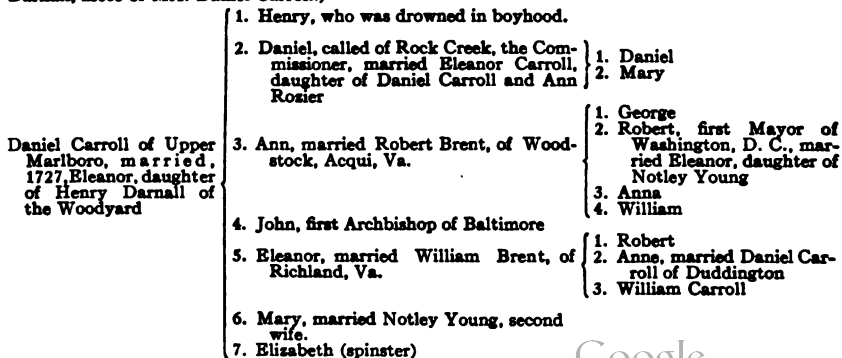 Daniel Carroll of Upper
Marlboro, married,
1727, Eleanor, daughter
of Henry Darnall of
the Woodyard
1. Henry, who was drowned in boyhood.
2. Daniel, called of Rock Creek, the Com-
missioner, married Eleanor Carroll,
daughter of Daniel Carroll and Ann
Rozier
1. Daniel
2. Mary
3. Ann, married Robert Brent, of Wood-
stock, Acqui, Va.
1. George
2. Robert, first Mayor of
Washington, D. C., mar-
ried Eleanor, daughter of
Notley Young
3. Anna
4. William
4. John, first Archbishop of Baltimore
5. Eleanor, married William Brent, of
Richland, Va.
1. Robert
2. Anne, married Daniel Car-
roll of Duddington
3. William Carroll
6. Mary, married Notley Young, second
wife.
7. Elizabeth (spinster)
Google